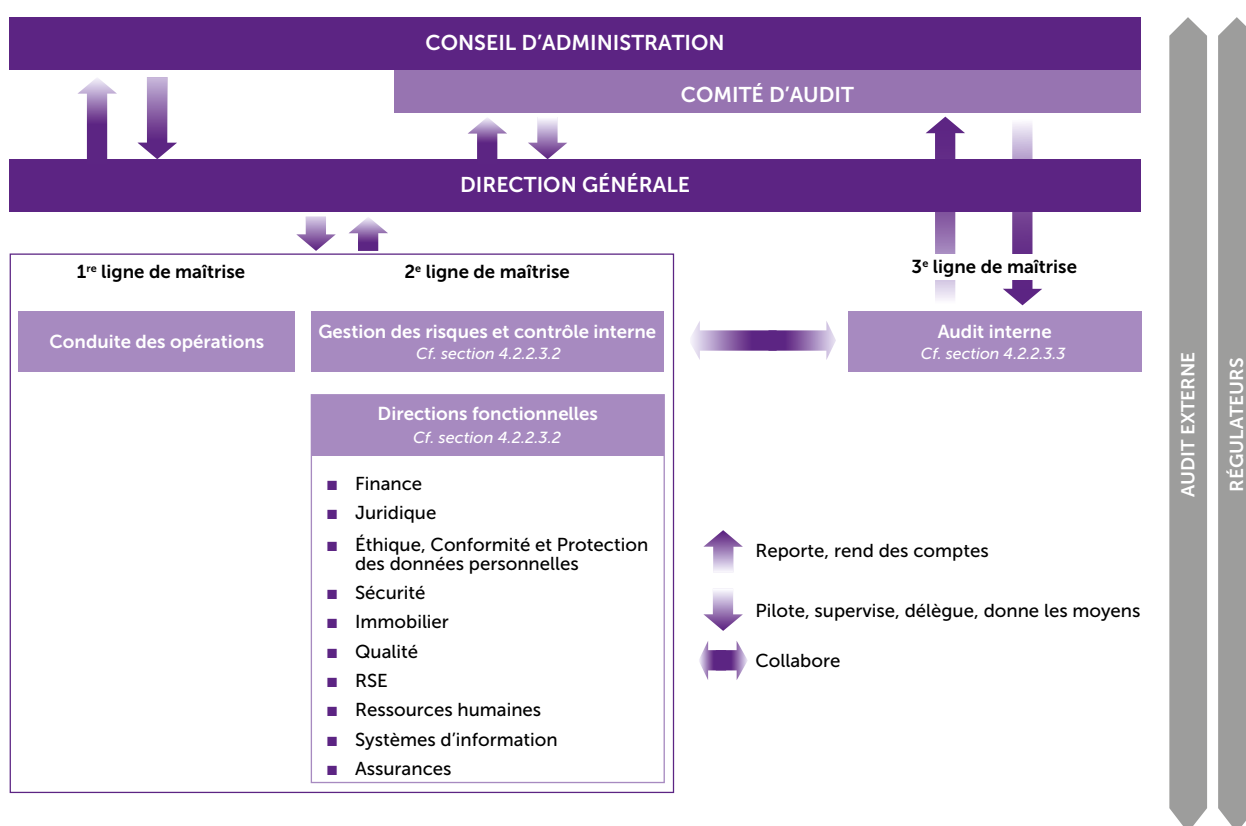 CONSEIL D'ADMINISTRATION
COMITÉ D'AUDIT
DIRECTION GÉNÉRALE
1re ligne de maîtrise
2e ligne de maîtrise
3e ligne de maîtrise
Conduite des opérations
Gestion des risques et contrôle interne
Cf. section 4.2.2.3.2
Audit interne
Cf. section 4.2.2.3.3
Directions fonctionnelles
Cf. section 4.2.2.3.2
■ Finance
■ Juridique
■ Éthique, Conformité et Protection
des données personnelles
■ Sécurité
■ Immobilier
■ Qualité
■ RSE
■ Ressources humaines
■ Systèmes d'information
■ Assurances
Reporte, rend des comptes
Pilote, supervise, délègue, donne les moyens
Collabore
AUDIT EXTERNE
RÉGULATEURS